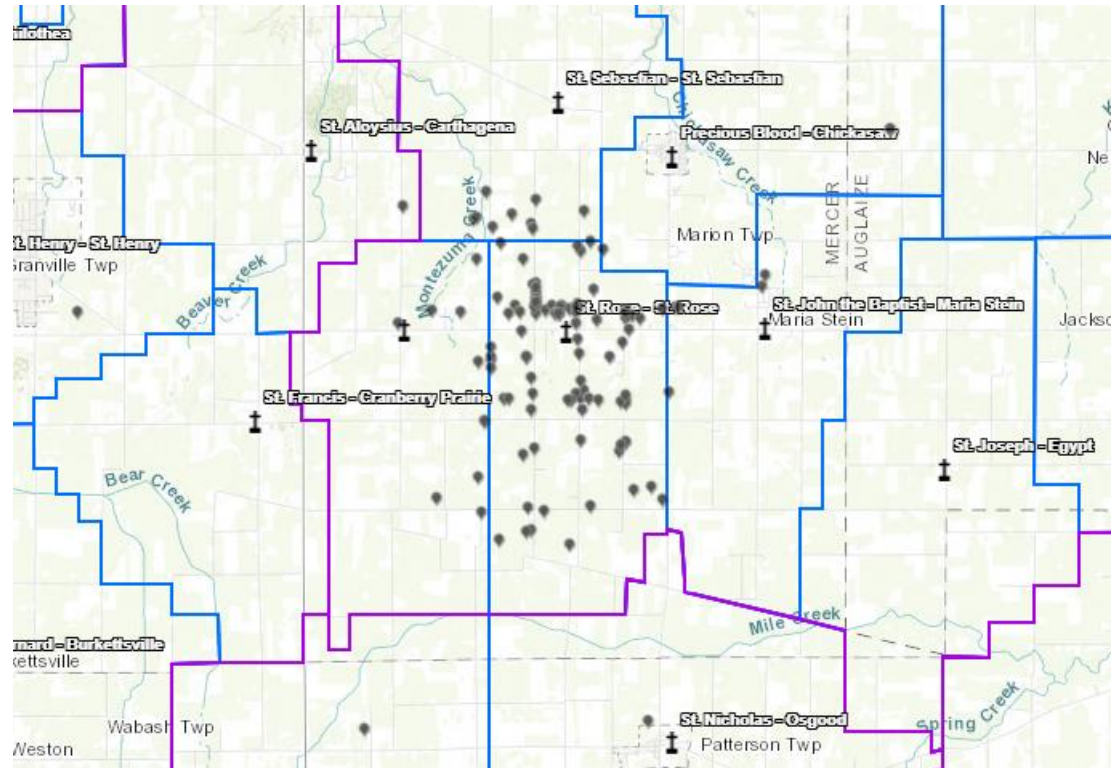 St. Sebastian - St. Sebastian
St. Aloysius - Carthagena
Precious Blood - Chickasaw
Chickasaw Creek
Ne
MERCER
AUGLAIZE
Montezuma Creek
Marion Twp
St. Henry - St. Henry
Granville Twp
Beaver Creek
St. Rose - St. Rose
St. John the Baptist - Maria Stein
Maria Stein
Jackso
St. Francis - Cranberry Prairie
St. Joseph - Egypt
Bear Creek
Mile Creek
rnard - Burkettsville
kettsville
Wabash Twp
St. Nicholas - Osgood
Spring Creek
Weston
Patterson Twp